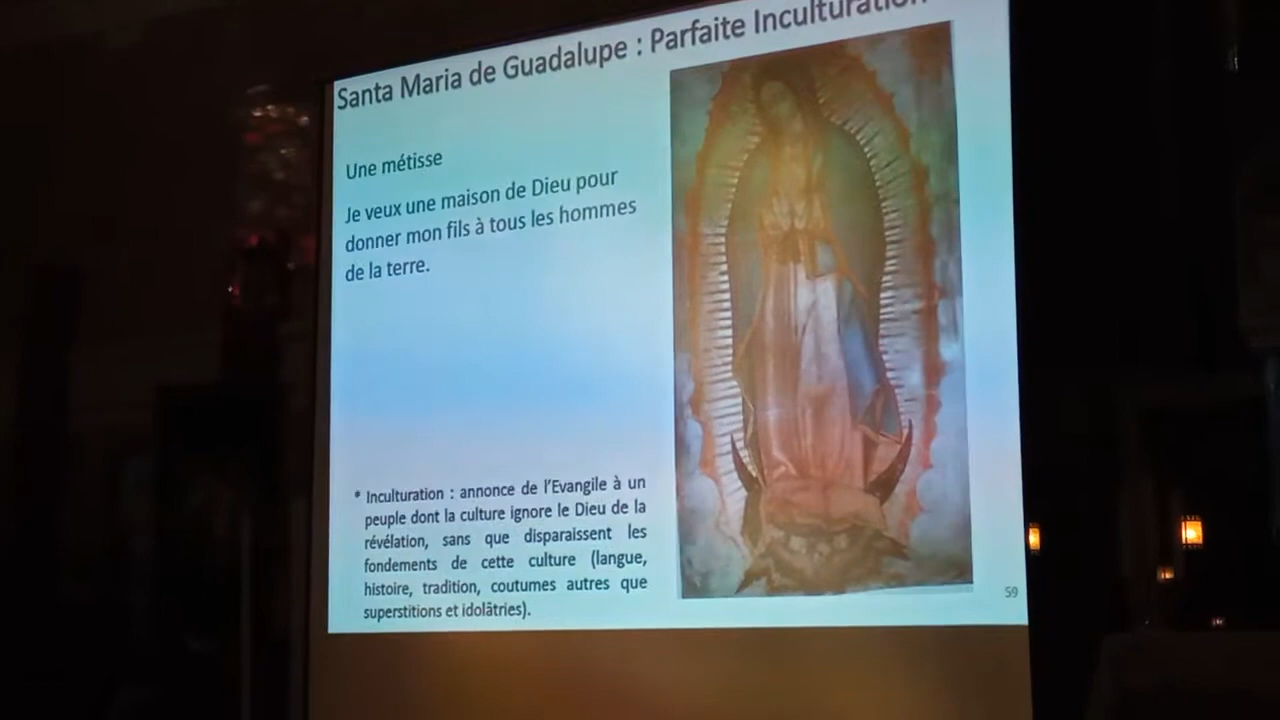 Santa Maria de Guadalupe : Parfaite Inculturation
Une métisse
Je veux une maison de Dieu pour
donner mon fils à tous les hommes
de la terre.
* Inculturation : annonce de l'Evangile à un
peuple dont la culture ignore le Dieu de la
révélation, sans que disparaissent les
fondements de cette culture (langue,
histoire, tradition, coutumes autres que
superstitions et idolâtries).
59